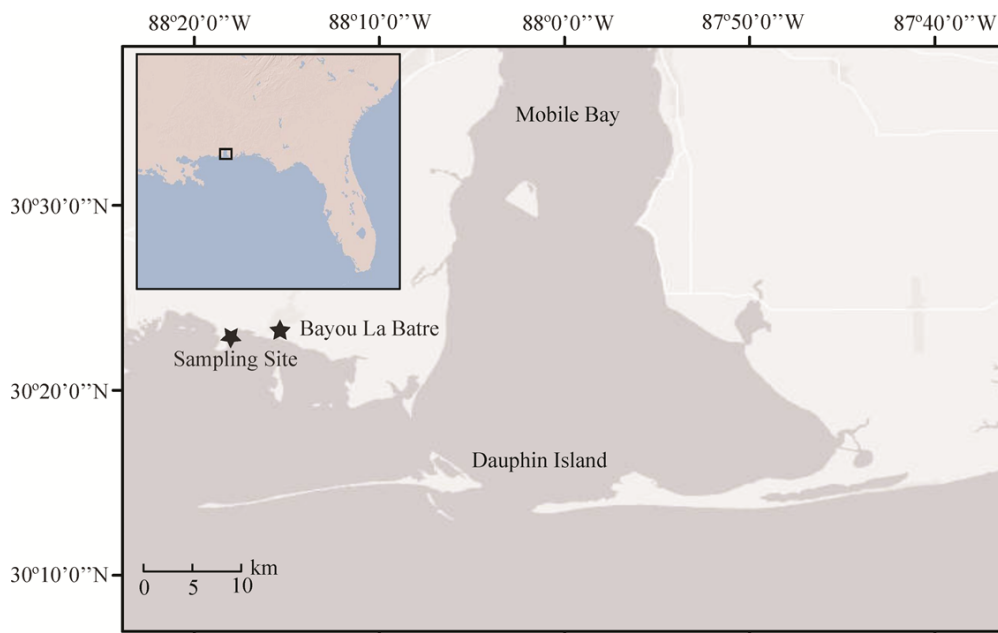 88°20’0’’W 88°10’0’’W 88°0’0’’W 87°50’0’’W 87°40’0’’W
Mobile Bay
30°30’0’’N
Bayou La Batre
Sampling Site
30°20’0’’N
Dauphin Island
30°10’0’’N
km
0 5 10